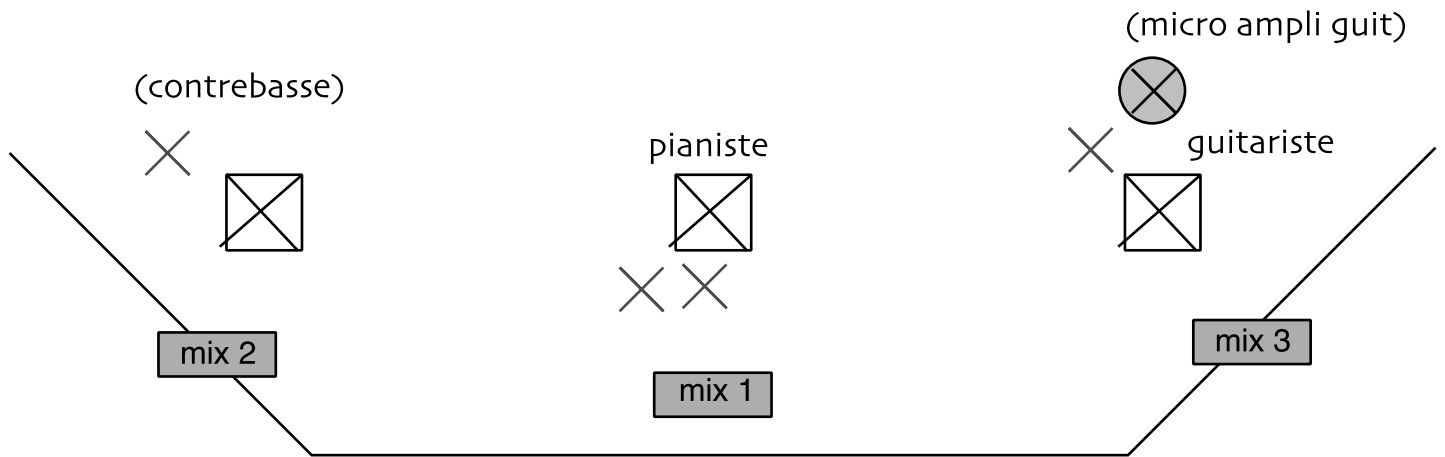 (micro ampli guit)
(contrebasse)
pianiste
guitariste
mix 2
mix 1
mix 3